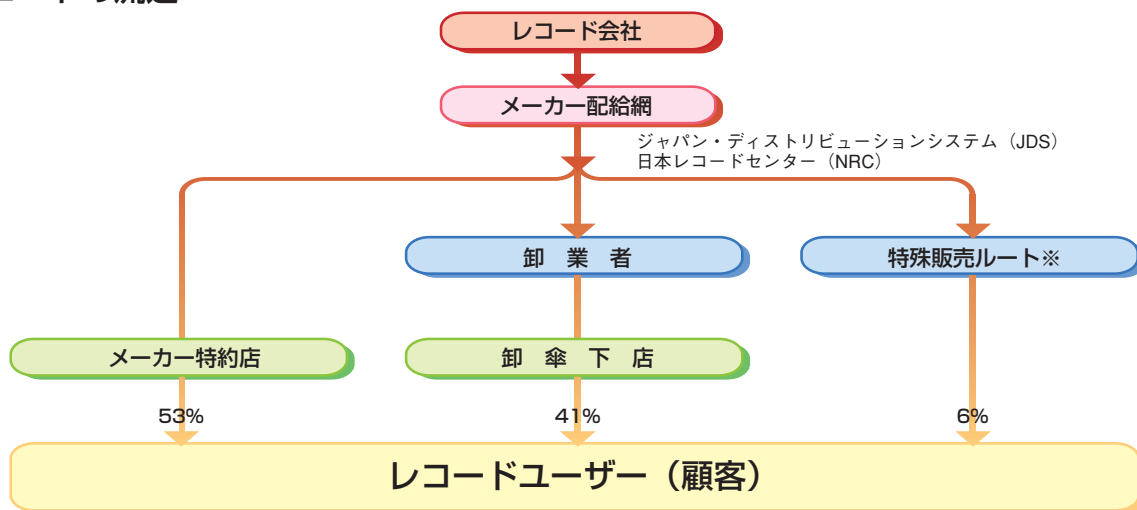 レコード会社
メーカー配給網
ジャパン・ディストリビューションシステム（JDS）
日本レコードセンター（NRC）
卸　業　者
特殊販売ルート※
メーカー特約店
卸　傘　下　店
53%
41%
6%
レコードユーザー（顧客）